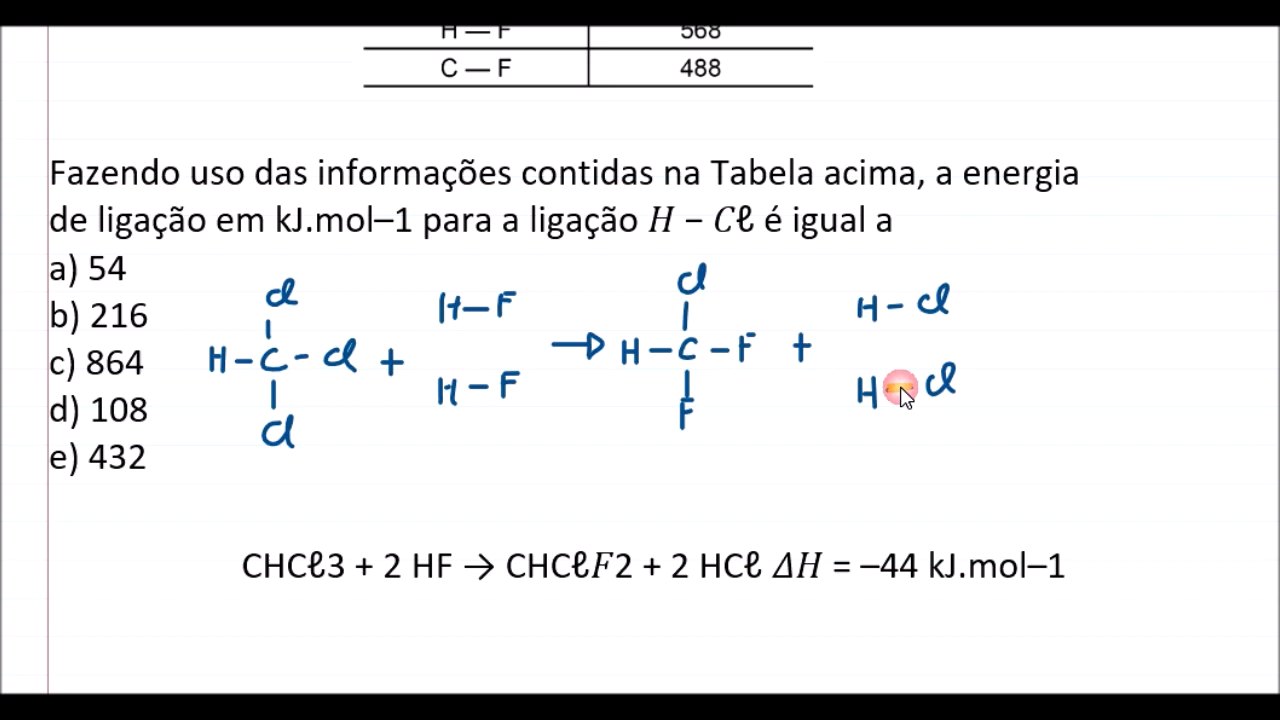 H — F 568
C — F 488
Fazendo uso das informações contidas na Tabela acima, a energia
de ligação em kJ.mol–1 para a ligação H – Cℓ é igual a
a) 54
b) 216
c) 864
d) 108
e) 432
Cl Cl
H – F H – Cl
H – C – Cl + → H – C – F +
H – F H – Cl
Cl F
CHCℓ3 + 2 HF → CHCℓF2 + 2 HCℓ ΔH = –44 kJ.mol–1